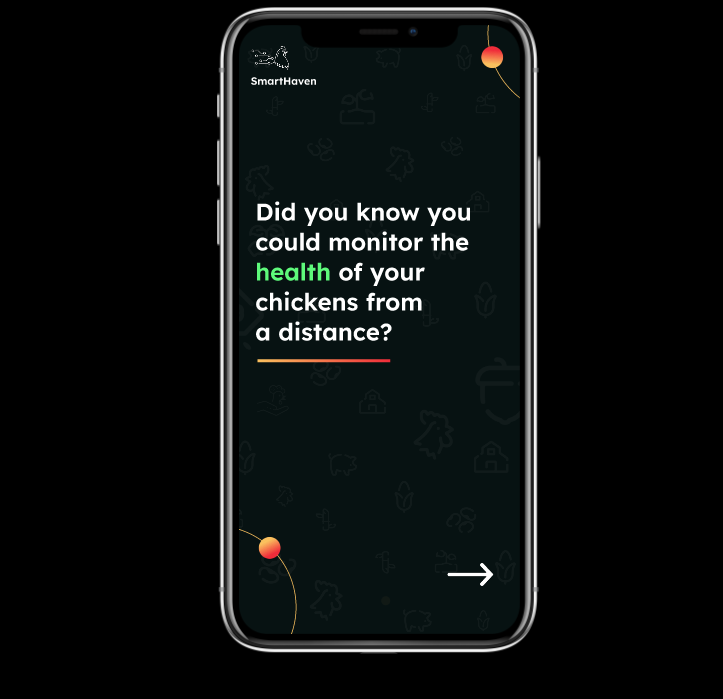 SmartHaven
Did you know you
could monitor the
health of your
chickens from
a distance?